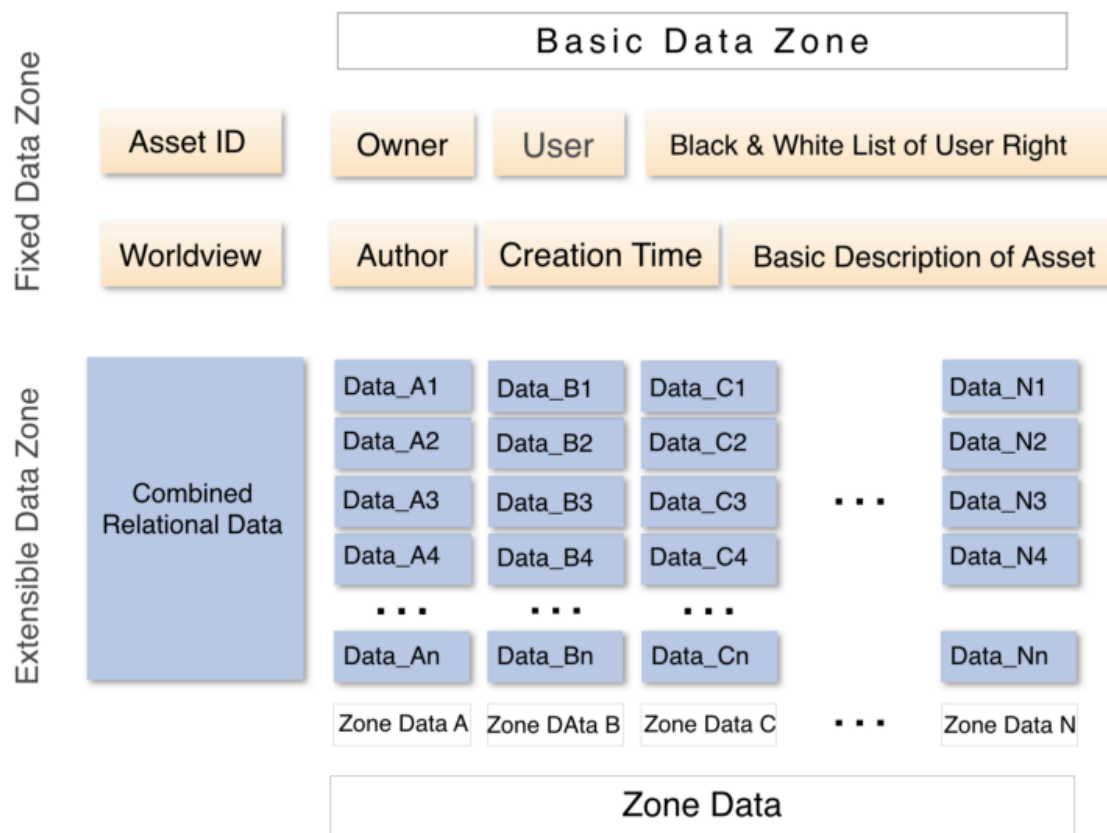 Basic Data Zone
Fixed Data Zone
Asset ID
Owner
User
Black & White List of User Right
Worldview
Author
Creation Time
Basic Description of Asset
Extensible Data Zone
Combined
Relational Data
Data_A1
Data_B1
Data_C1
Data_N1
Data_A2
Data_B2
Data_C2
Data_N2
Data_A3
Data_B3
Data_C3
...
Data_N3
Data_A4
Data_B4
Data_C4
Data_N4
...
...
...
Data_An
Data_Bn
Data_Cn
Data_Nn
Zone Data A
Zone DAta B
Zone Data C
...
Zone Data N
Zone Data